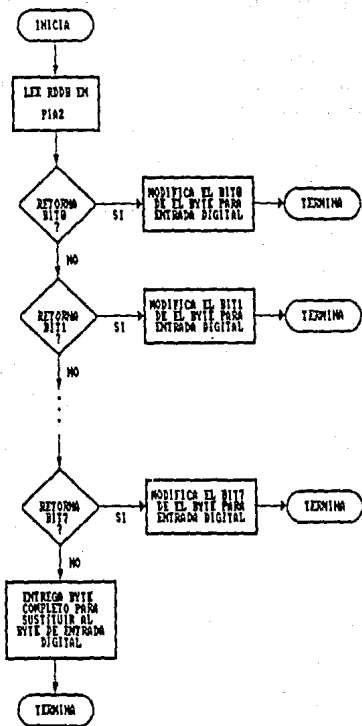 INICIA
LEE RDDB EN
PIA2
RETORNA
BIT0
?
SI
MODIFICA EL BIT0
DE EL BYTE PARA
ENTRADA DIGITAL
TERMINA
NO
RETORNA
BIT1
?
SI
MODIFICA EL BIT1
DE EL BYTE PARA
ENTRADA DIGITAL
TERMINA
NO
RETORNA
BIT7
?
SI
MODIFICA EL BIT7
DE EL BYTE PARA
ENTRADA DIGITAL
TERMINA
NO
ENTREGA BYTE
COMPLETO PARA
SUSTITUIR AL
BYTE DE ENTRADA
DIGITAL
TERMINA